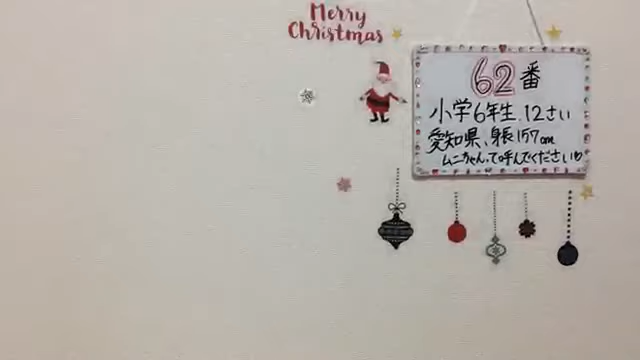 Merry
Christmas
62番
小学6年生、12さい
愛知県、身長157cm
ムニちゃんって呼んでください♡